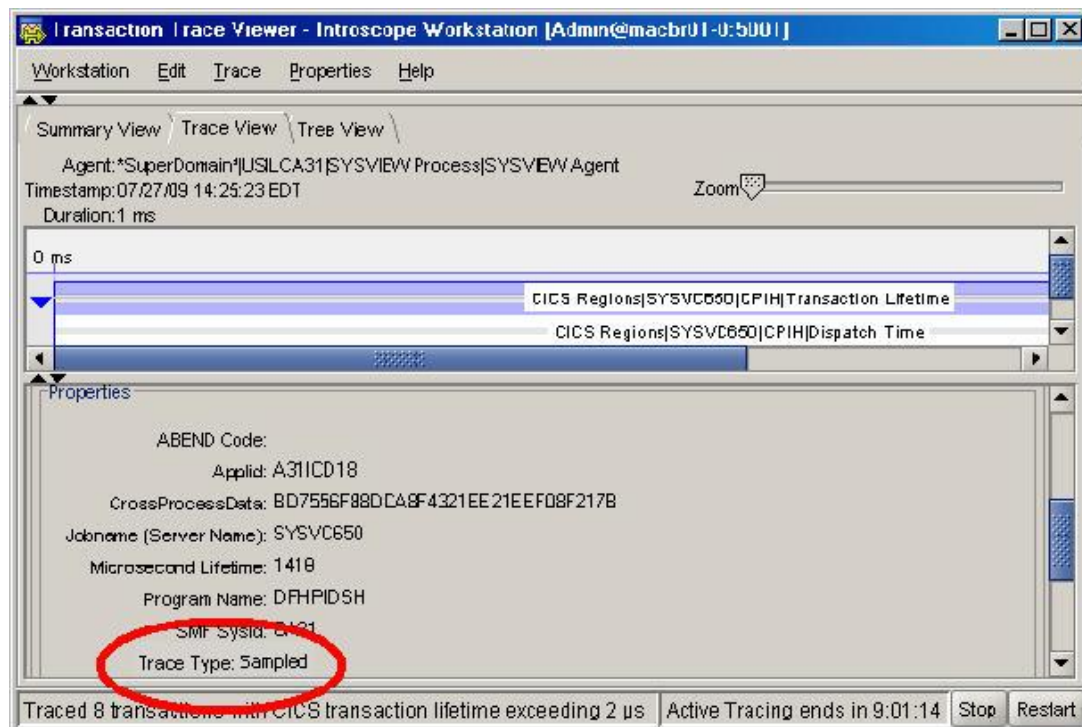 Transaction Trace Viewer - Introscope Workstation [Admin@macbr01-0:5001]
Workstation Edit Trace Properties Help
Summary View Trace View Tree View
Agent:*SuperDomain*|USILCA31|SYSVIEW Process|SYSVIEW Agent
Timestamp:07/27/09 14:25:23 EDT
Zoom
Duration:1 ms
0 ms
CICS Regions|SYSVC650|CPIH|Transaction Lifetime
CICS Regions|SYSVC650|CPIH|Dispatch Time
Properties
ABEND Code:
Applid: A31ICD18
CrossProcessData:
Jobname (Server Name): SYSVC650
Microsecond Lifetime: 1418
Program Name: DFHPIDSH
SMF SysId:
Trace Type: Sampled
Traced 8 transactions with CICS transaction lifetime exceeding 2 µs Active Tracing ends in 9:01:14 Stop Restart